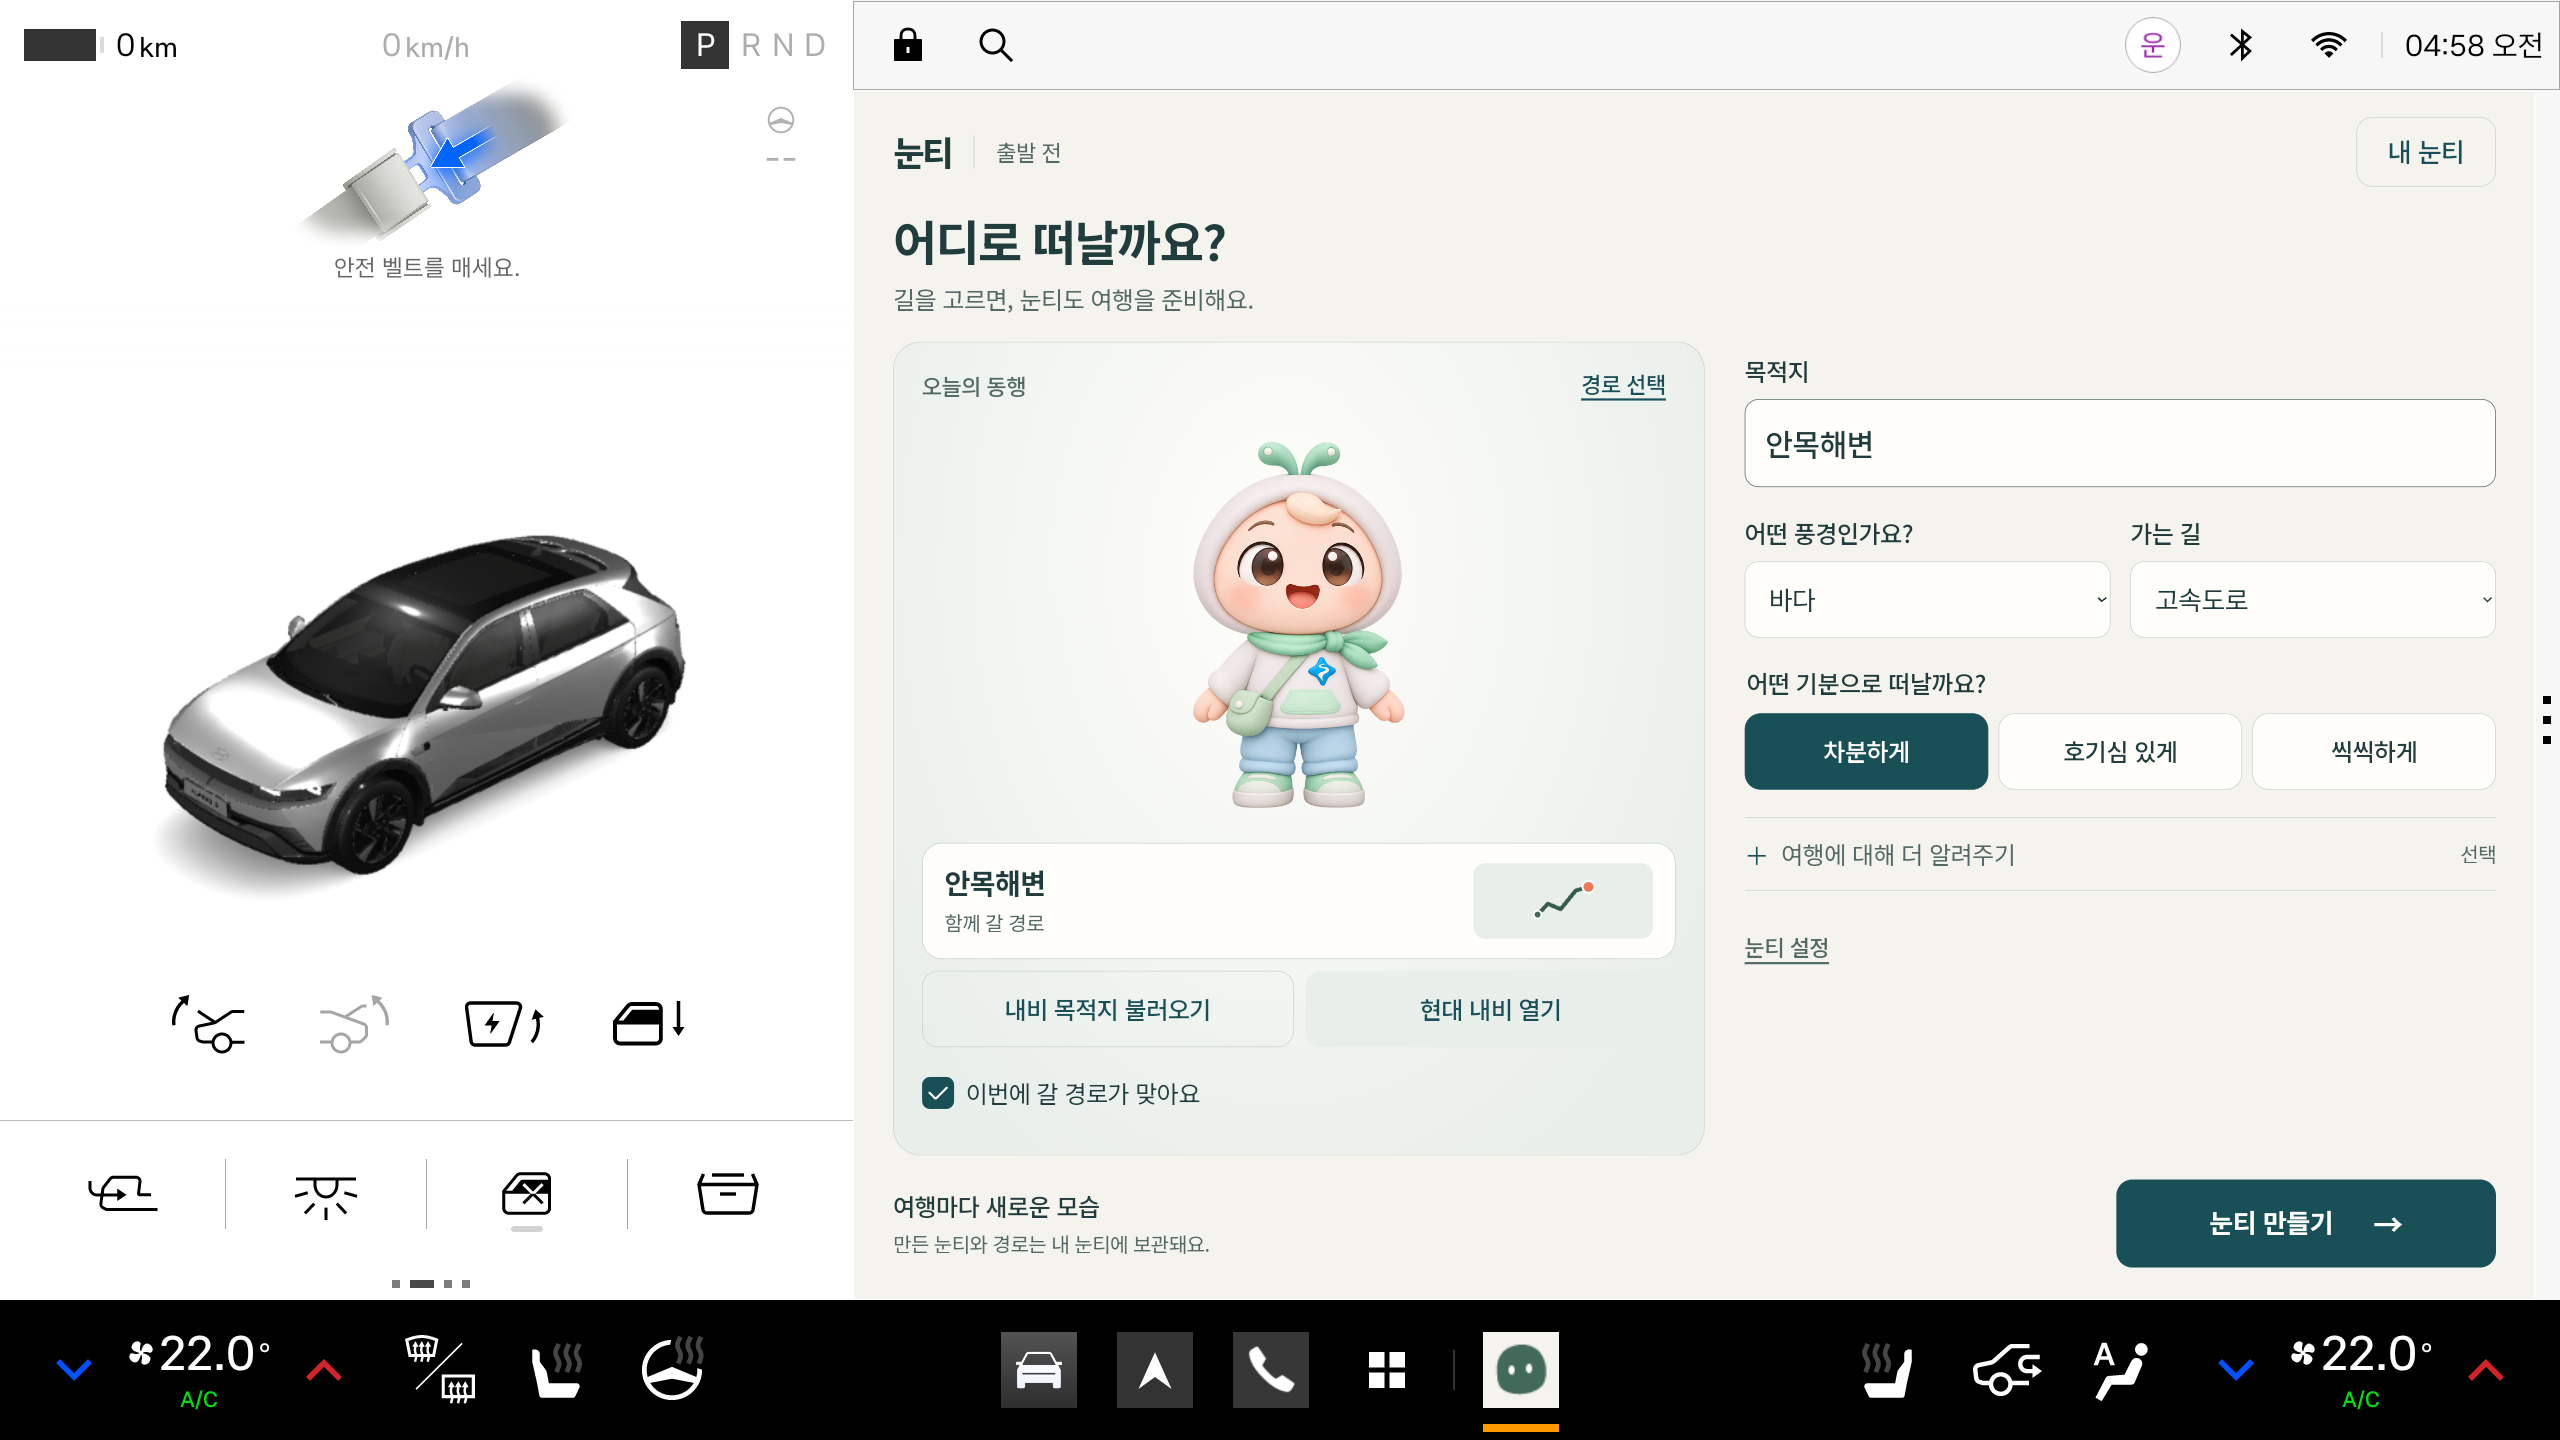 0 km
0 km/h
P R N D
안전 벨트를 매세요.
운
04:58 오전
눈티
출발 전
내 눈티
어디로 떠날까요?
길을 고르면, 눈티도 여행을 준비해요.
오늘의 동행
경로 선택
안목해변
함께 갈 경로
내비 목적지 불러오기
현대 내비 열기
이번에 갈 경로가 맞아요
목적지
안목해변
어떤 풍경인가요?
가는 길
바다
고속도로
어떤 기분으로 떠날까요?
차분하게
호기심 있게
씩씩하게
+ 여행에 대해 더 알려주기
선택
눈티 설정
여행마다 새로운 모습
만든 눈티와 경로는 내 눈티에 보관돼요.
눈티 만들기 →
22.0°
A/C
A
22.0°
A/C